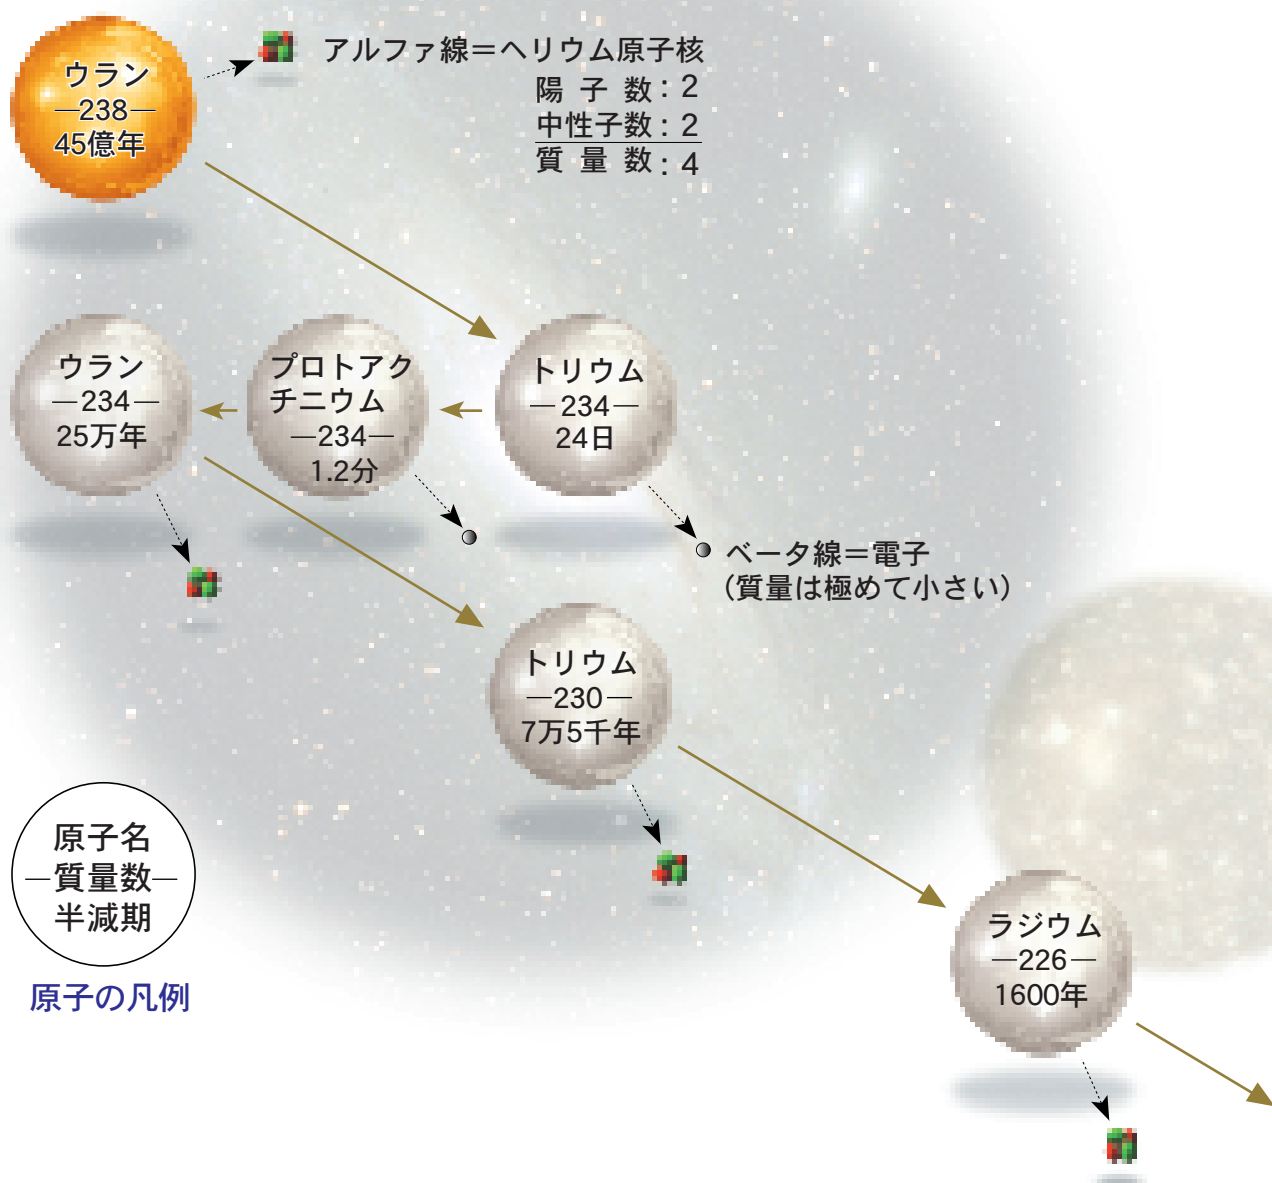 ウラン
—238—
45億年
アルファ線＝ヘリウム原子核
陽子数：2
中性子数：2
質量数：4
ウラン
—234—
25万年
プロトアク
チニウム
—234—
1.2分
トリウム
—234—
24日
ベータ線＝電子
（質量は極めて小さい）
トリウム
—230—
7万5千年
原子名
—質量数—
半減期
原子の凡例
ラジウム
—226—
1600年